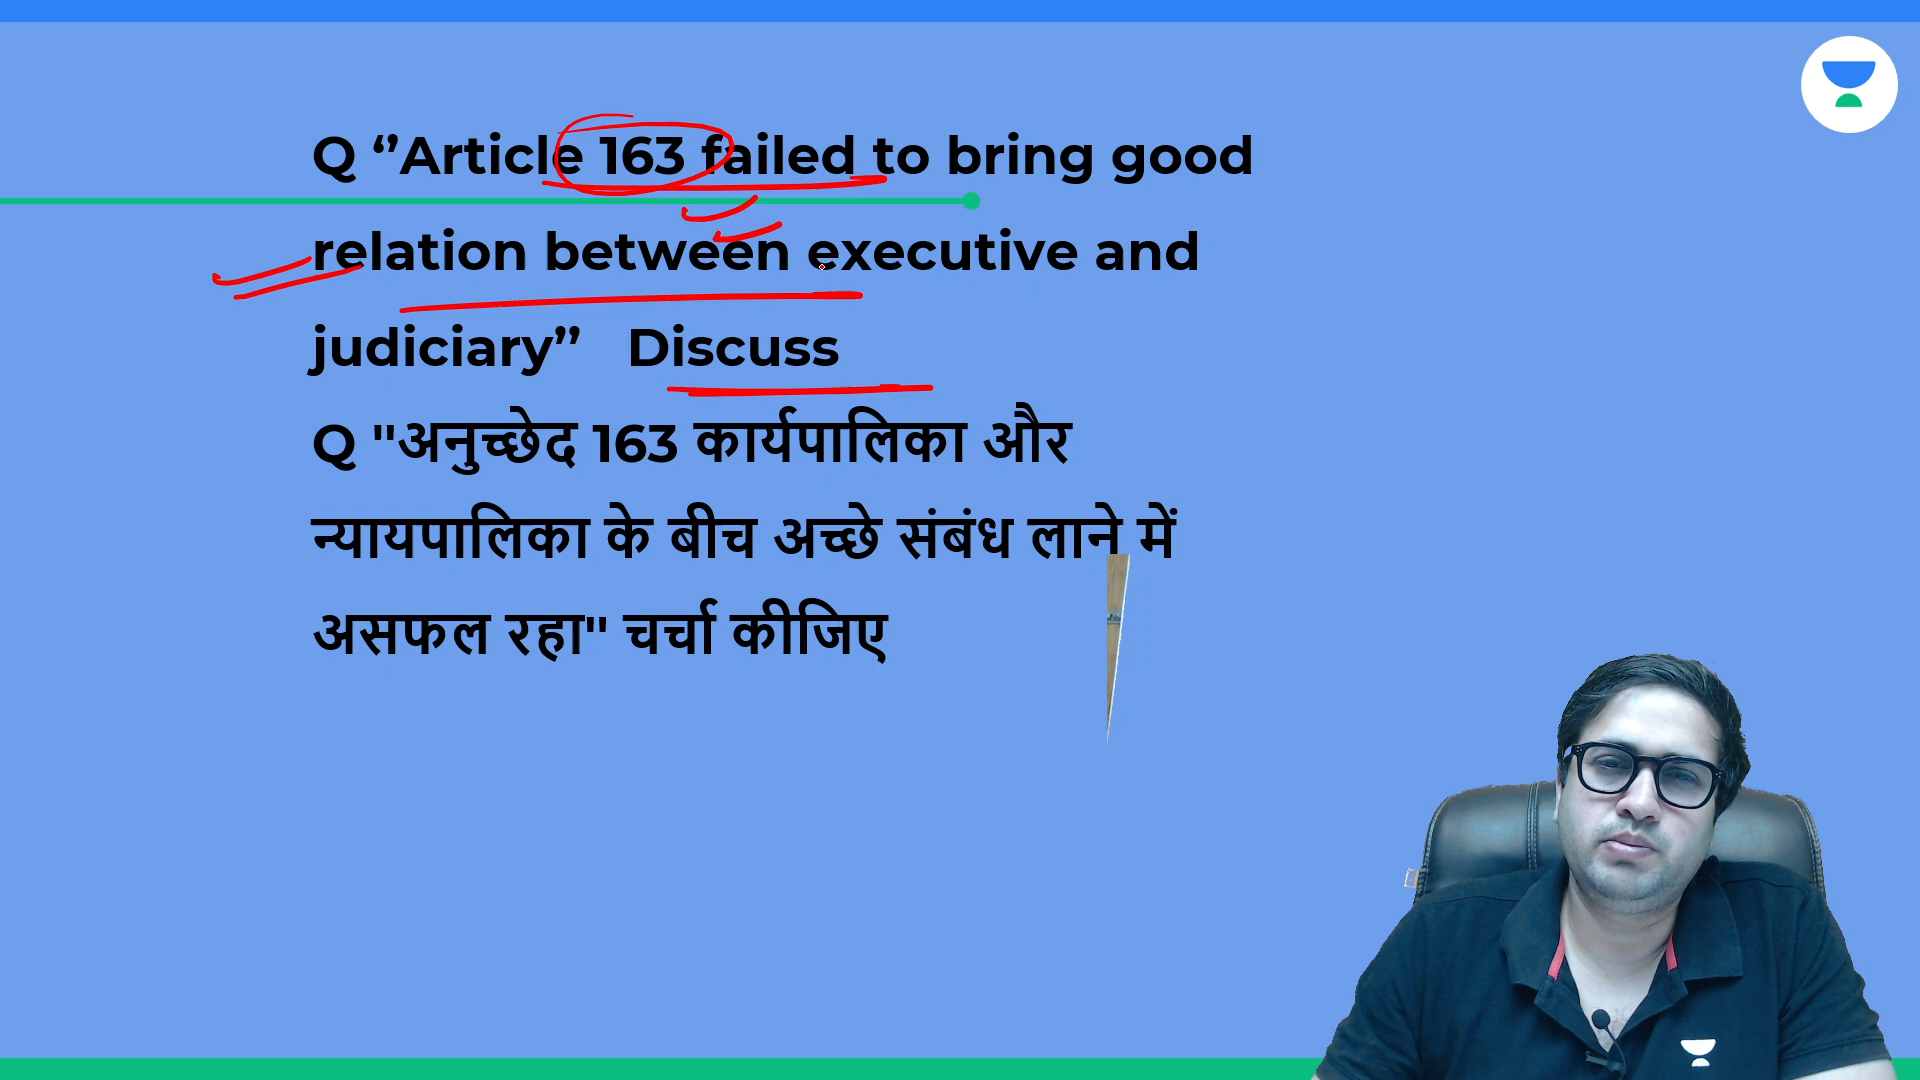 Q ‘’Article 163 failed to bring good
relation between executive and
judiciary’’ Discuss
Q "अनुच्छेद 163 कार्यपालिका और
न्यायपालिका के बीच अच्छे संबंध लाने में
असफल रहा" चर्चा कीजिए